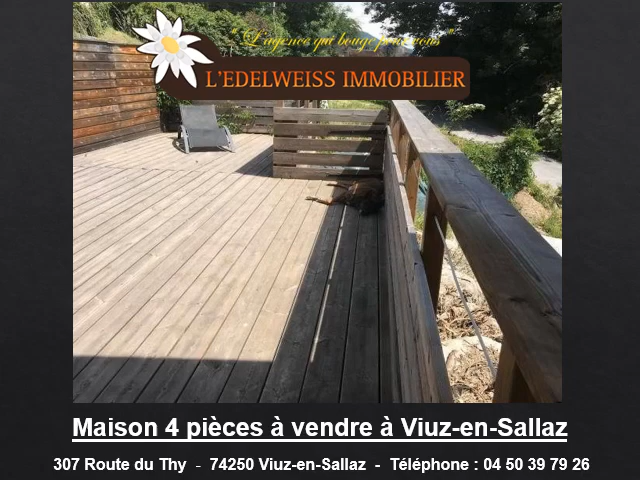 "L'agence qui bouge pour vous"
L'EDELWEISS IMMOBILIER
Maison 4 pièces à vendre à Viuz-en-Sallaz
307 Route du Thy - 74250 Viuz-en-Sallaz - Téléphone : 04 50 39 79 26